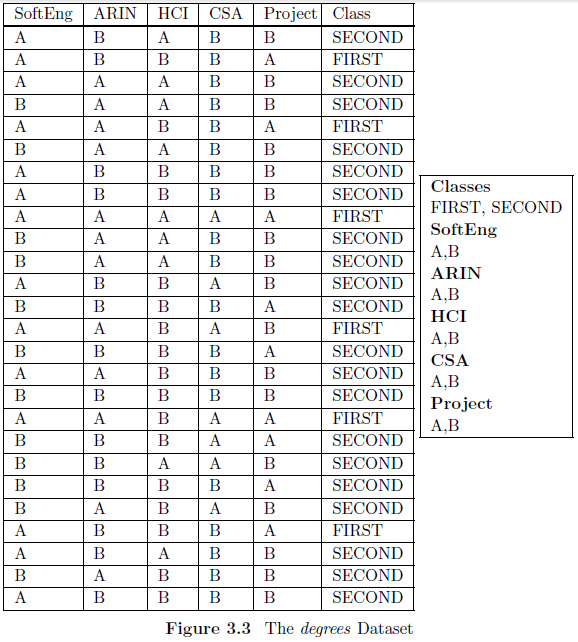 SoftEng ARIN HCI CSA Project Class
A B A B B SECOND
A B B B A FIRST
A A A B B SECOND
B A A B B SECOND
A A B B A FIRST
B A A B B SECOND
A B B B B SECOND
A B B B B SECOND
A A A A A FIRST
B A A B B SECOND
B A A B B SECOND
A B B A B SECOND
B B B B A SECOND
A A B A B FIRST
B B B B A SECOND
A A B B B SECOND
B B B B B SECOND
A A B A A FIRST
B B B A A SECOND
B B A A B SECOND
B B B B A SECOND
B A B A B SECOND
A B B B A FIRST
A B A B B SECOND
B A B B B SECOND
A B B B B SECOND
Classes
FIRST, SECOND
SoftEng
A,B
ARIN
A,B
HCI
A,B
CSA
A,B
Project
A,B
Figure 3.3 The degrees Dataset